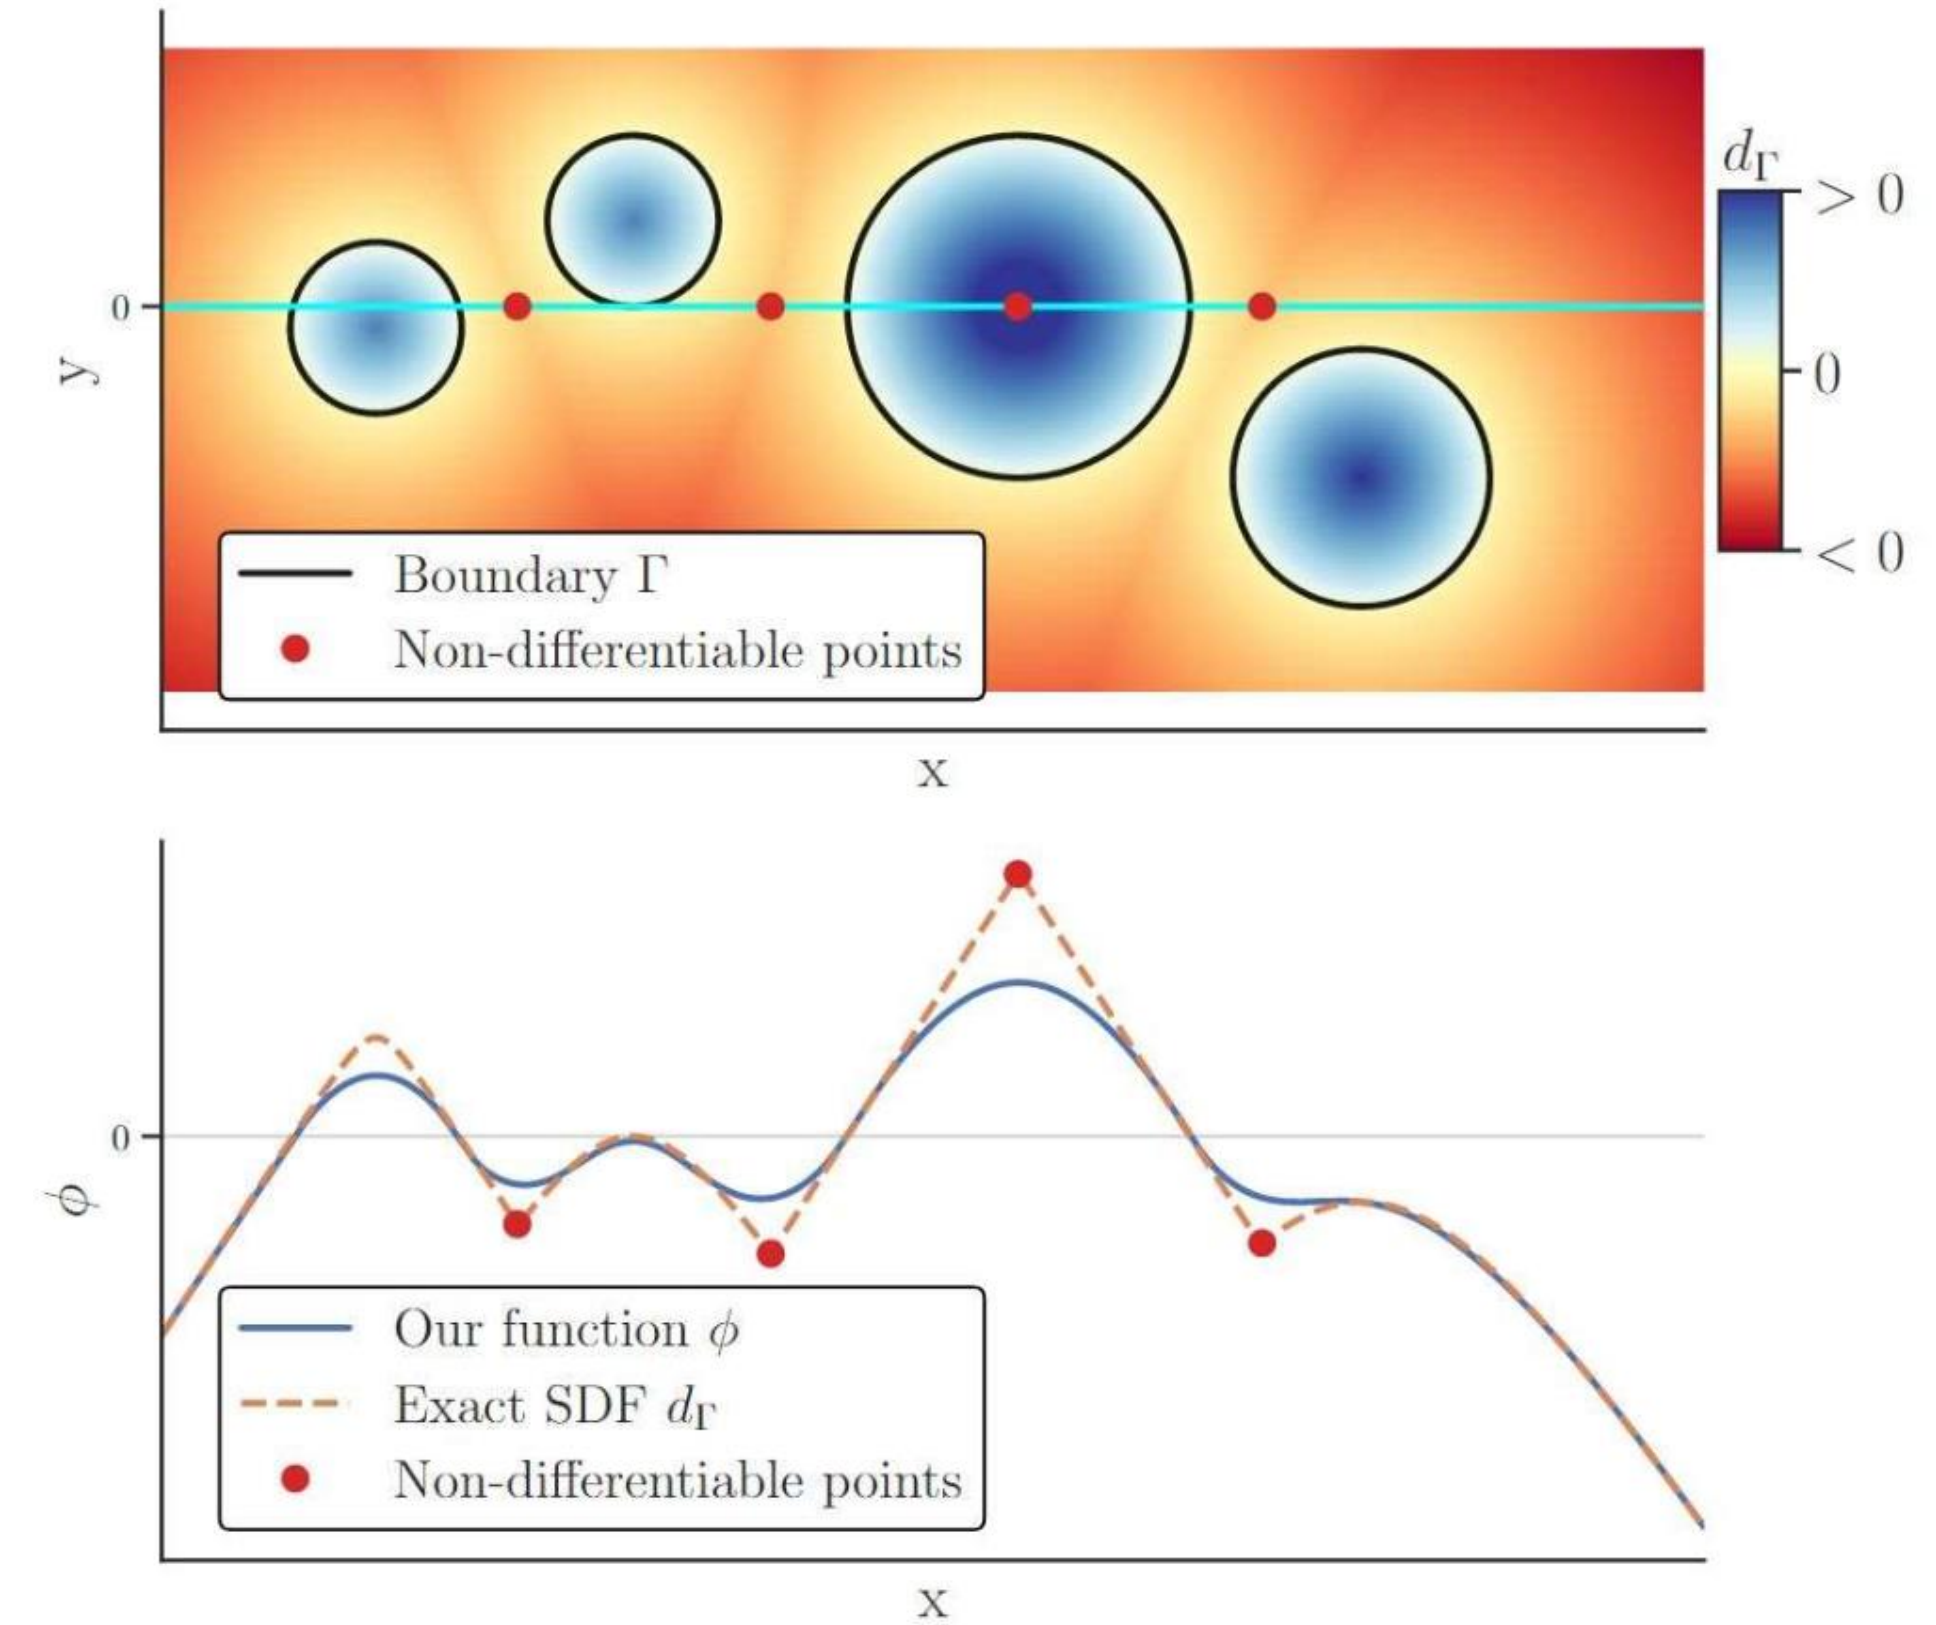 d_Γ
> 0
0
0
< 0
y
Boundary Γ
Non-differentiable points
x
0
ϕ
Our function ϕ
Exact SDF d_Γ
Non-differentiable points
x